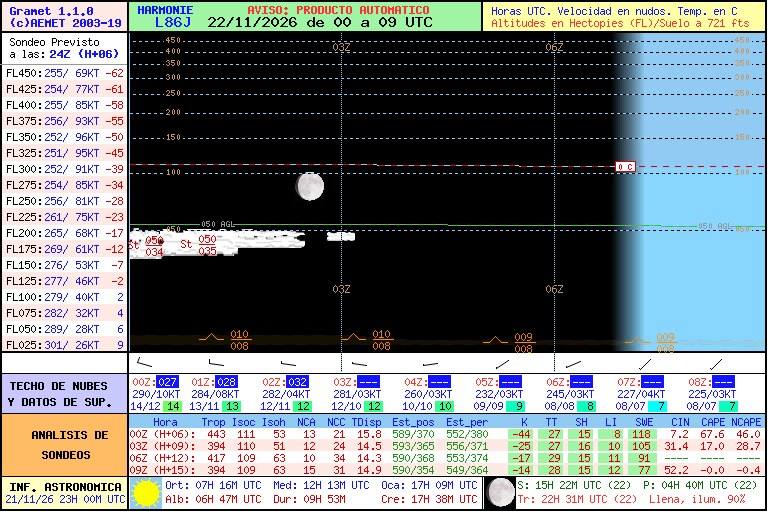 Gramet 1.1.0
(c)AEMET 2003-19
HARMONIE
L86J
AVISO: PRODUCTO AUTOMATICO
22/11/2026 de 00 a 09 UTC
Horas UTC. Velocidad en nudos. Temp. en C
Altitudes en Hectopies (FL)/Suelo a 721 fts
Sondeo Previsto
a las: 24Z (H+06)
FL450:255/ 69KT -62
FL425:254/ 77KT -61
FL400:255/ 85KT -58
FL375:256/ 93KT -55
FL350:252/ 96KT -50
FL325:251/ 95KT -45
FL300:252/ 91KT -39
FL275:254/ 85KT -34
FL250:256/ 81KT -28
FL225:261/ 75KT -23
FL200:265/ 68KT -17
FL175:269/ 61KT -12
FL150:276/ 53KT -7
FL125:277/ 46KT -2
FL100:279/ 40KT 2
FL075:282/ 32KT 4
FL050:289/ 28KT 6
FL025:301/ 26KT 9
450 03Z 06Z 450
400 400
350 350
300 300
250 250
200 200
150 150
100 0 C 100
050 AGL 050 AGL
050 050
St 050 St 050
034 035
03Z 06Z
010 010 009 009
008 008 008 008
TECHO DE NUBES
Y DATOS DE SUP.
00Z:027 01Z:028 02Z:032 03Z:--- 04Z:--- 05Z:--- 06Z:--- 07Z:--- 08Z:---
290/10KT 284/08KT 282/04KT 281/03KT 360/02KT 232/03KT 245/03KT 227/04KT 225/03KT
14/12 14 13/11 13 12/11 12 12/10 12 10/10 10 09/09 9 08/08 8 08/07 7 08/07 7
ANALISIS DE
SONDEOS
Hora Trop Isoc Isoh NCA NCC TDisp Est_pos Est_per K TT SH LI SWE CIN CAPE NCAPE
00Z (H+06): 443 111 53 13 21 15.8 589/370 552/380 -44 27 15 8 118 7.2 67.6 46.0
03Z (H+09): 394 110 51 12 24 14.5 593/365 556/371 -25 27 16 10 105 31.4 17.0 28.7
06Z (H+12): 417 109 63 10 34 14.3 590/368 554/373 -17 29 15 11 91 ---- ---- ----
09Z (H+15): 394 109 63 15 31 14.9 590/354 549/364 -14 28 15 12 77 52.2 -0.0 -0.4
INF. ASTRONOMICA
21/11/26 23H 00M UTC
Ort: 07H 16M UTC Med: 12H 13M UTC Oca: 17H 09M UTC
Alb: 06H 47M UTC Dur: 09H 53M Cre: 17H 38M UTC
S: 15H 22M UTC (22) P: 04H 40M UTC (22)
Tr: 22H 31M UTC (22) Llena, ilum. 90%